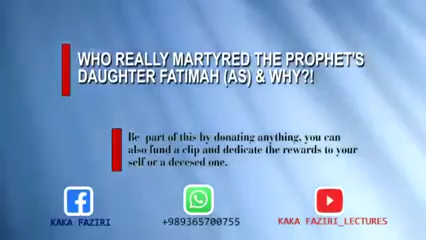 WHO REALLY MARTYRED THE PROPHET'S
DAUGHTER FATIMAH (AS) & WHY?!
Be part of this by donating anything, you can
also fund a clip and dedicate the rewards to your
self or a decesed one.
KAKA FAZIRI
+989365700755
KAKA FAZIRI_LECTURES